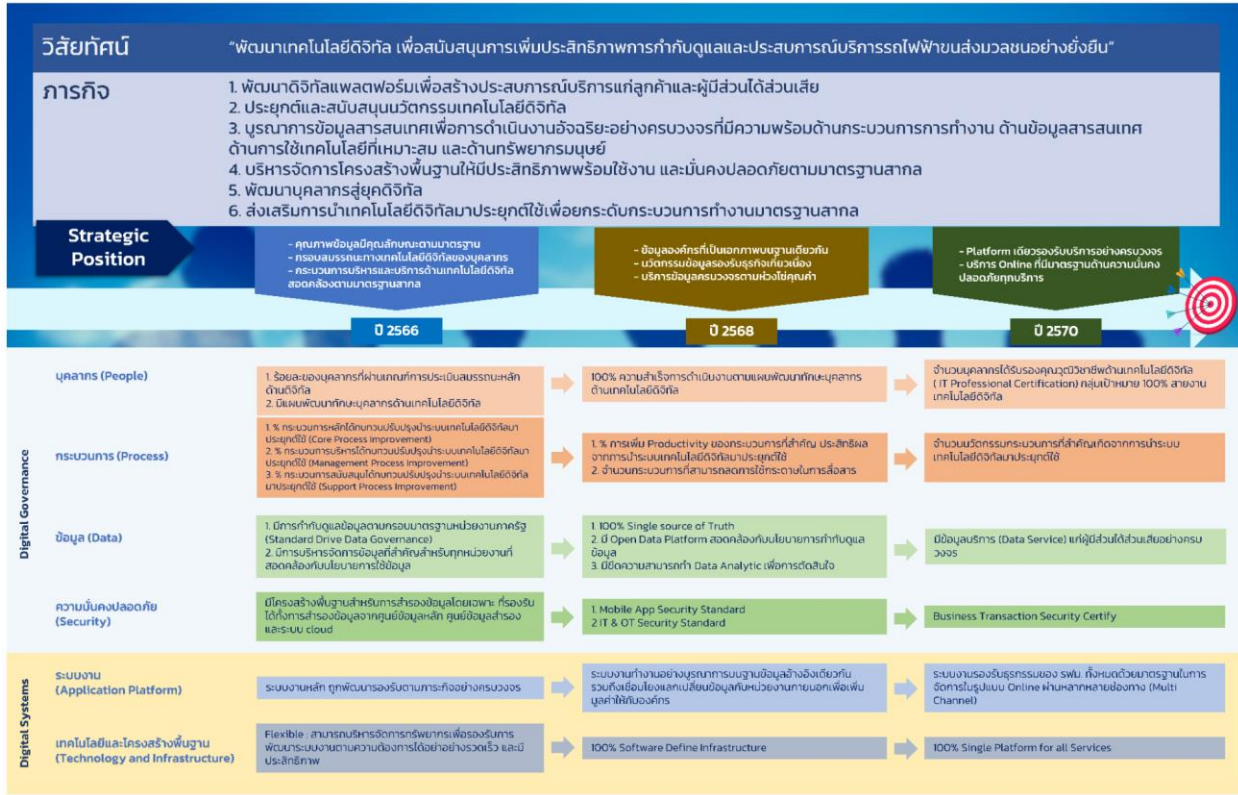 วิสัยทัศน์
“พัฒนาเทคโนโลยีดิจิทัล เพื่อสนับสนุนการเพิ่มประสิทธิภาพการกำกับดูแลและประสบการณ์บริการรถไฟฟ้าขนส่งมวลชนอย่างยั่งยืน”
ภารกิจ
1. พัฒนาดิจิทัลแพลตฟอร์มเพื่อสร้างประสบการณ์บริการแก่ลูกค้าและผู้มีส่วนได้ส่วนเสีย
2. ประยุกต์และสนับสนุนนวัตกรรมเทคโนโลยีดิจิทัล
3. บูรณาการข้อมูลสารสนเทศเพื่อการดำเนินงานอัจฉริยะอย่างครบวงจรที่มีความพร้อมด้านกระบวนการการทำงาน ด้านข้อมูลสารสนเทศ
ด้านการใช้เทคโนโลยีที่เหมาะสม และด้านทรัพยากรมนุษย์
4. บริหารจัดการโครงสร้างพื้นฐานให้มีประสิทธิภาพพร้อมใช้งาน และมั่นคงปลอดภัยตามมาตรฐานสากล
5. พัฒนาบุคลากรสู่ยุคดิจิทัล
6. ส่งเสริมการนำเทคโนโลยีดิจิทัลมาประยุกต์ใช้เพื่อยกระดับกระบวนการทำงานมาตรฐานสากล
Strategic
Position
- คุณภาพข้อมูลมีคุณลักษณะตามมาตรฐาน
- กรอบสมรรถนะทางเทคโนโลยีดิจิทัลของบุคลากร
- กระบวนการบริหารและบริการด้านเทคโนโลยีดิจิทัล
สอดคล้องตามมาตรฐานสากล
- ข้อมูลองค์กรที่เป็นเอกภาพบนฐานเดียวกัน
- นวัตกรรมข้อมูลรองรับธุรกิจเกี่ยวเนื่อง
- บริการข้อมูลครบวงจรตามห่วงโซ่คุณค่า
- Platform เดียวรองรับบริการอย่างครบวงจร
- บริการ Online ที่มีมาตรฐานด้านความมั่นคง
ปลอดภัยทุกบริการ
ปี 2566
ปี 2568
ปี 2570
Digital Governance
บุคลากร (People)
1. ร้อยละของบุคลากรที่ผ่านเกณฑ์การประเมินสมรรถนะหลัก
ด้านดิจิทัล
2. มีแผนพัฒนาทักษะบุคลากรด้านเทคโนโลยีดิจิทัล
100% ความสำเร็จการดำเนินงานตามแผนพัฒนาทักษะบุคลากร
ด้านเทคโนโลยีดิจิทัล
จำนวนบุคลากรได้รับรองคุณวุฒิวิชาชีพด้านเทคโนโลยีดิจิทัล
( IT Professional Certification) กลุ่มเป้าหมาย 100% สายงาน
เทคโนโลยีดิจิทัล
กระบวนการ (Process)
1. % กระบวนการหลักได้ทบทวนปรับปรุงนำระบบเทคโนโลยีดิจิทัลมา
ประยุกต์ใช้ (Core Process Improvement)
2. % กระบวนการบริหารได้ทบทวนปรับปรุงนำระบบเทคโนโลยีดิจิทัลมา
ประยุกต์ใช้ (Management Process Improvement)
3. % กระบวนการสนับสนุนได้ทบทวนปรับปรุงนำระบบเทคโนโลยีดิจิทัล
มาประยุกต์ใช้ (Support Process Improvement)
1. % การเพิ่ม Productivity ของกระบวนการที่สำคัญ ประสิทธิผล
จากการนำระบบเทคโนโลยีดิจิทัลมาประยุกต์ใช้
2. จำนวนกระบวนการที่สามารถลดการใช้กระดาษในการสื่อสาร
จำนวนนวัตกรรมกระบวนการที่สำคัญเกิดจากการนำระบบ
เทคโนโลยีดิจิทัลมาประยุกต์ใช้
ข้อมูล (Data)
1. มีการกำกับดูแลข้อมูลตามกรอบมาตรฐานหน่วยงานภาครัฐ
(Standard Drive Data Governance)
2. มีการบริหารจัดการข้อมูลที่สำคัญสำหรับทุกหน่วยงานที่
สอดคล้องกับนโยบายการใช้ข้อมูล
1. 100% Single source of Truth
2. มี Open Data Platform สอดคล้องกับนโยบายการกำกับดูแล
ข้อมูล
3. มีขีดความสามารถทำ Data Analytic เพื่อการตัดสินใจ
มีข้อมูลบริการ (Data Service) แก่ผู้มีส่วนได้ส่วนเสียอย่างครบ
วงจร
ความมั่นคงปลอดภัย
(Security)
มีโครงสร้างพื้นฐานสำหรับการสำรองข้อมูลโดยเฉพาะ ที่รองรับ
ได้ทั้งการสำรองข้อมูลจากศูนย์ข้อมูลหลัก ศูนย์ข้อมูลสำรอง
และระบบ cloud
1. Mobile App Security Standard
2 IT & OT Security Standard
Business Transaction Security Certify
Digital Systems
ระบบงาน
(Application Platform)
ระบบงานหลัก ถูกพัฒนารองรับตามภาระกิจอย่างครบวงจร
ระบบงานทำงานอย่างบูรณาการบนฐานข้อมูลอ้างอิงเดียวกัน
รวมถึงเชื่อมโยงแลกเปลี่ยนข้อมูลกับหน่วยงานภายนอกเพื่อเพิ่ม
มูลค่าให้กับองค์กร
ระบบงานรองรับธุรกรรมของ รฟม. ทั้งหมดด้วยมาตรฐานในการ
จัดการในรูปแบบ Online ผ่านหลากหลายช่องทาง (Multi
Channel)
เทคโนโลยีและโครงสร้างพื้นฐาน
(Technology and Infrastructure)
Flexible : สามารถบริหารจัดการทรัพยากรเพื่อรองรับการ
พัฒนาระบบงานตามความต้องการได้อย่าอย่างรวดเร็ว และมี
ประสิทธิภาพ
100% Software Define Infrastructure
100% Single Platform for all Services